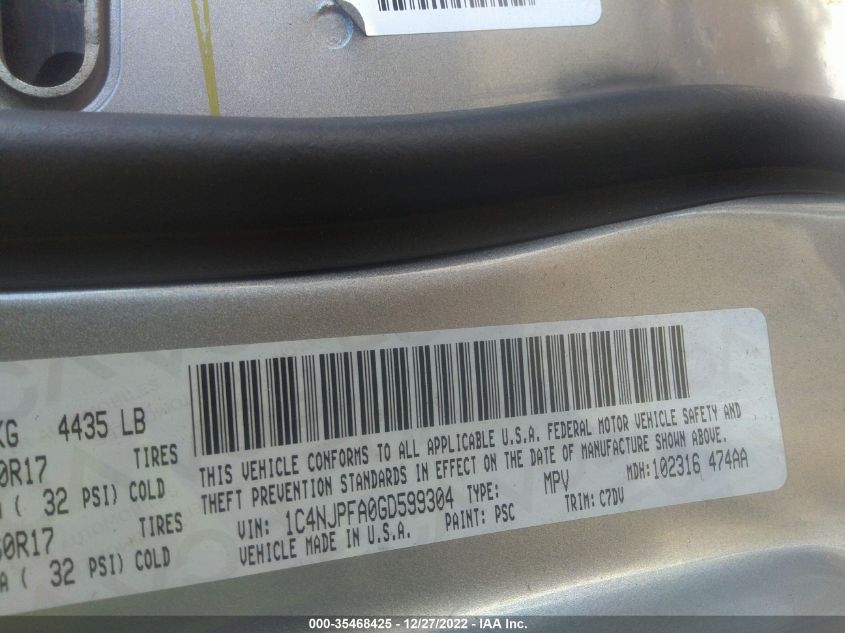 KG 4435 LB
0R17 TIRES
A ( 32 PSI) COLD
60R17 TIRES
A ( 32 PSI) COLD
THIS VEHICLE CONFORMS TO ALL APPLICABLE U.S.A. FEDERAL MOTOR VEHICLE SAFETY AND
THEFT PREVENTION STANDARDS IN EFFECT ON THE DATE OF MANUFACTURE SHOWN ABOVE.
VIN: 1C4NJPFA0GD599304 TYPE: MPV MDH:102316 474AA
VEHICLE MADE IN U.S.A. PAINT: PSC TRIM: C7DV
000-35468425 - 12/27/2022 - IAA Inc.